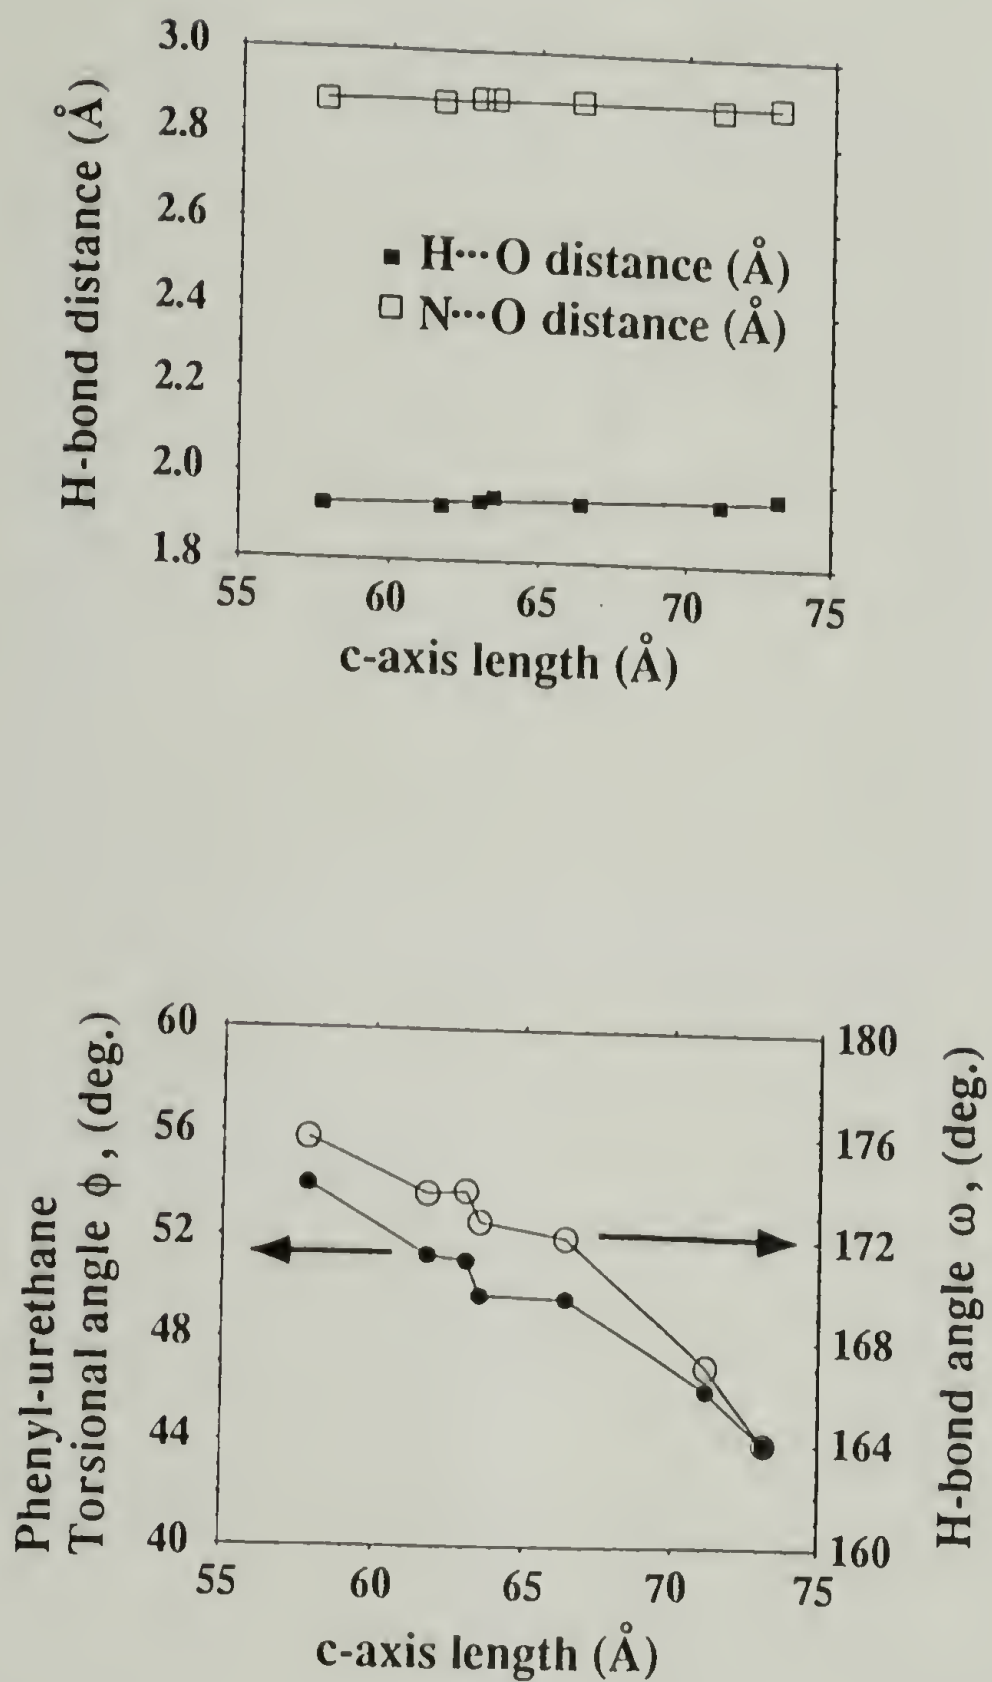 3.0
2.8
2.6
2.4
2.2
2.0
1.8
H-bond distance (Å)
■ H···O distance (Å)
□ N···O distance (Å)
55 60 65 70 75
c-axis length (Å)
60
56
52
48
44
40
Phenyl-urethane
Torsional angle ϕ, (deg.)
180
176
172
168
164
160
H-bond angle ω, (deg.)
55 60 65 70 75
c-axis length (Å)